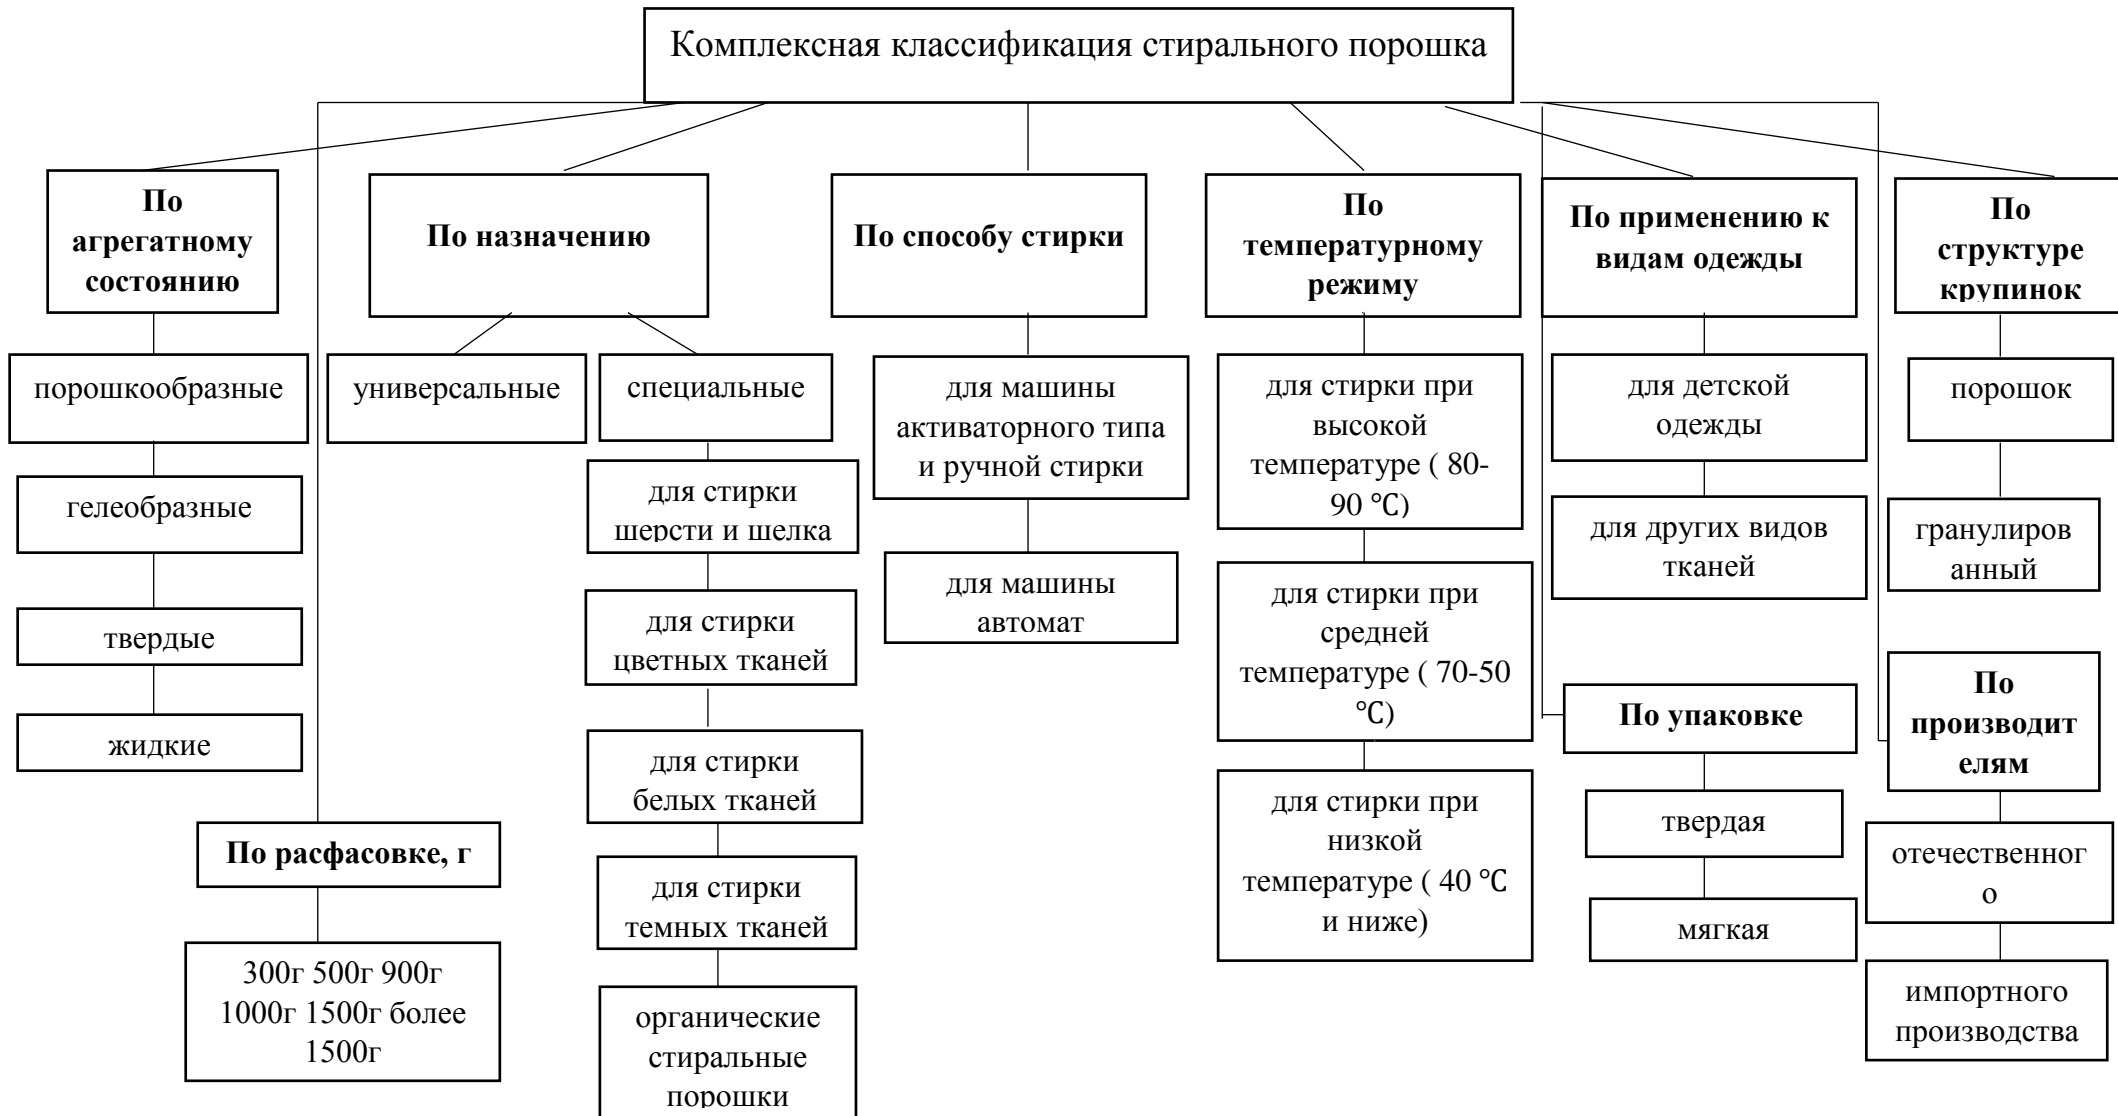 Комплексная классификация стирального порошка
По
агрегатному
состоянию
порошкообразные
гелеобразные
твердые
жидкие
По расфасовке, г
300г 500г 900г
1000г 1500г более
1500г
По назначению
универсальные
специальные
для стирки
шерсти и шелка
для стирки
цветных тканей
для стирки
белых тканей
для стирки
темных тканей
органические
стиральные
порошки
По способу стирки
для машины
активаторного типа
и ручной стирки
для машины
автомат
По
температурному
режиму
для стирки при
высокой
температуре ( 80-
90 °С)
для стирки при
средней
температуре ( 70-50
°С)
для стирки при
низкой
температуре ( 40 °С
и ниже)
По применению к
видам одежды
для детской
одежды
для других видов
тканей
По упаковке
твердая
мягкая
По
структуре
крупинок
порошок
гранулиров
анный
По
производит
елям
отечественног
о
импортного
производства